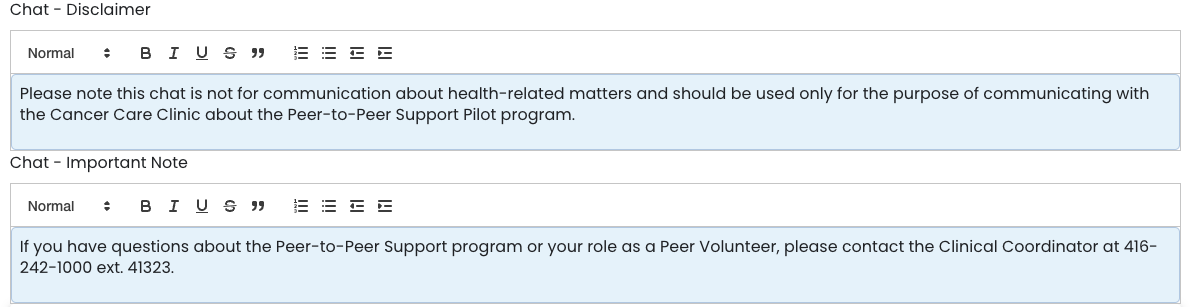 Chat - Disclaimer
Normal
Please note this chat is not for communication about health-related matters and should be used only for the purpose of communicating with
the Cancer Care Clinic about the Peer-to-Peer Support Pilot program.
Chat - Important Note
Normal
If you have questions about the Peer-to-Peer Support program or your role as a Peer Volunteer, please contact the Clinical Coordinator at 416-
242-1000 ext. 41323.